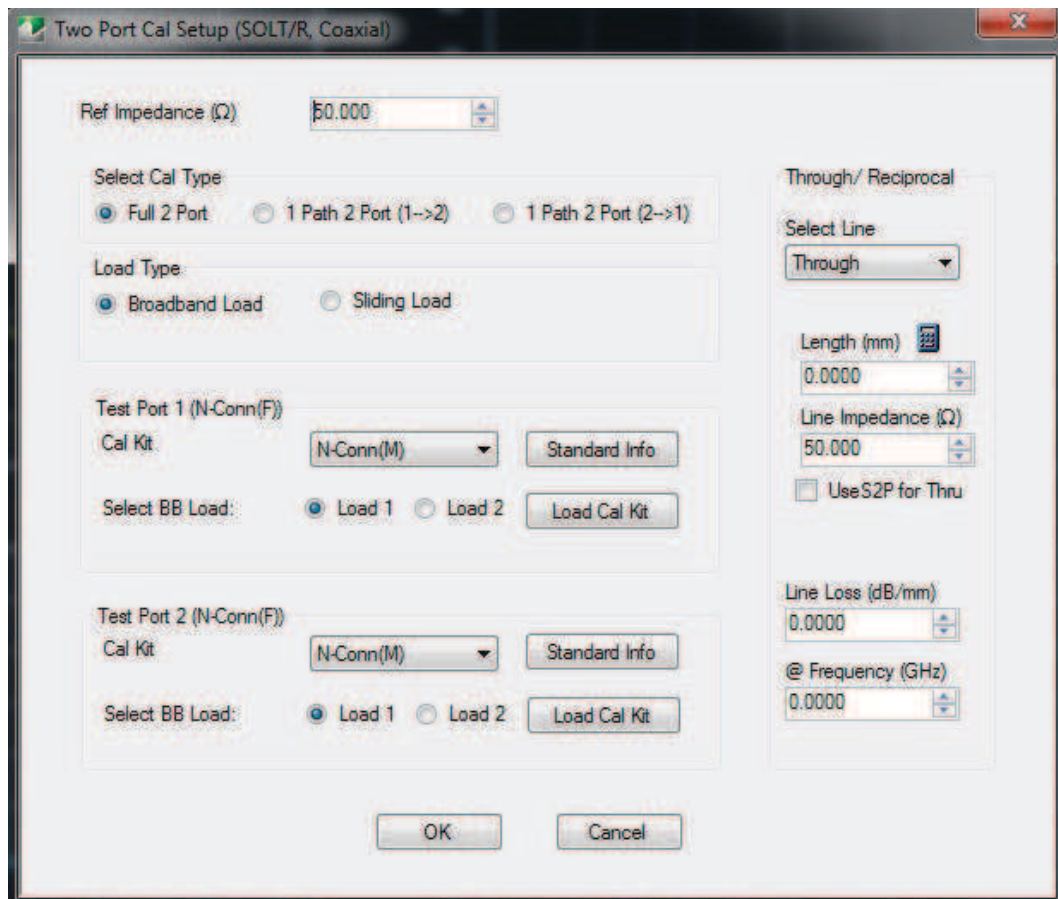 Two Port Cal Setup (SOLT/R, Coaxial)
Ref Impedance (Ω) 50.000
Select Cal Type
Full 2 Port 1 Path 2 Port (1-->2) 1 Path 2 Port (2-->1)
Load Type
Broadband Load Sliding Load
Test Port 1 (N-Conn(F))
Cal Kit N-Conn(M) Standard Info
Select BB Load: Load 1 Load 2 Load Cal Kit
Test Port 2 (N-Conn(F))
Cal Kit N-Conn(M) Standard Info
Select BB Load: Load 1 Load 2 Load Cal Kit
Through/ Reciprocal
Select Line
Through
Length (mm)
0.0000
Line Impedance (Ω)
50.000
Use S2P for Thru
Line Loss (dB/mm)
0.0000
@ Frequency (GHz)
0.0000
OK Cancel